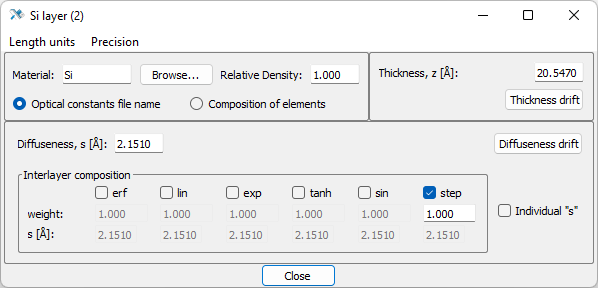 Si layer (2)
Length units Precision
Material: Si Browse... Relative Density: 1.000
Optical constants file name Composition of elements
Thickness, z [Å]: 20.5470
Thickness drift
Diffuseness, s [Å]: 2.1510 Diffuseness drift
Interlayer composition
erf lin exp tanh sin step
weight: 1.000 1.000 1.000 1.000 1.000 1.000
s [Å]: 2.1510 2.1510 2.1510 2.1510 2.1510 2.1510
Individual "s"
Close